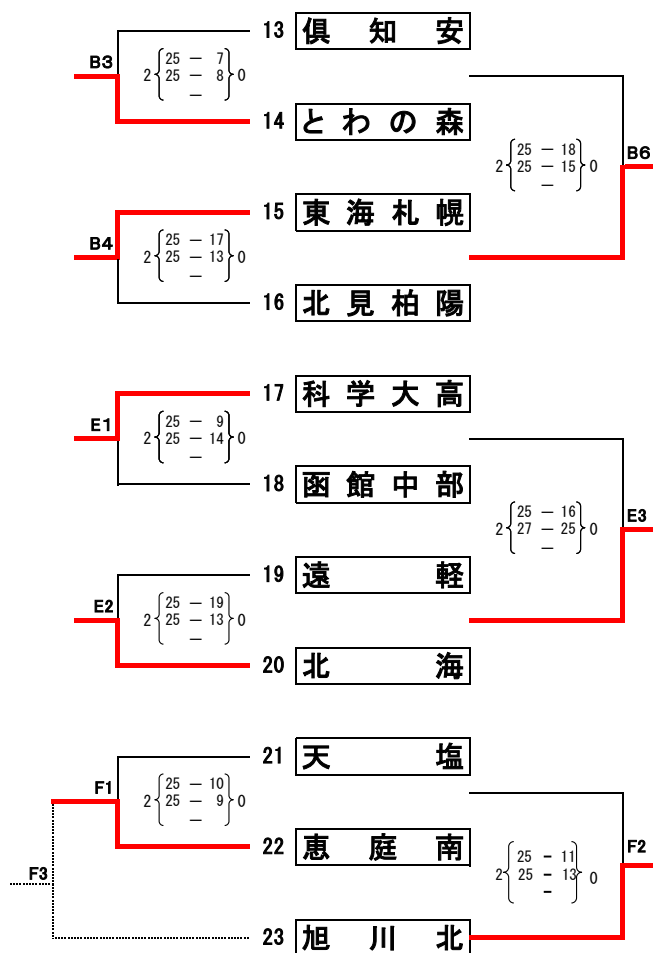 13 倶知安
B3
2 25 — 7 0
25 — 8
—
14 とわの森
2 25 — 18 0
25 — 15
—
B6
15 東海札幌
B4
2 25 — 17 0
25 — 13
—
16 北見柏陽
17 科学大高
E1
2 25 — 9 0
25 — 14
—
18 函館中部
2 25 — 16 0
27 — 25
—
E3
19 遠軽
E2
2 25 — 19 0
25 — 13
—
20 北海
21 天塩
F1
2 25 — 10 0
25 — 9
—
22 恵庭南
2 25 - 11 0
25 - 13
-
F2
F3
23 旭川北